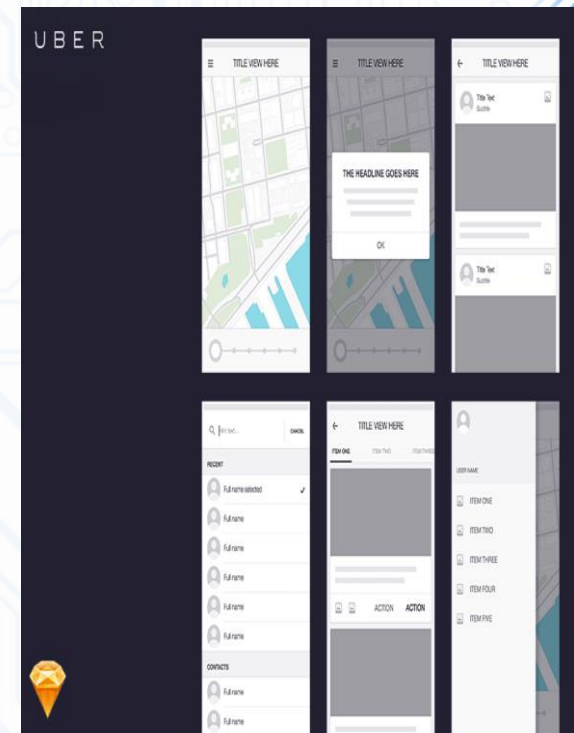 UBER
TITLE VIEW HERE
TITLE VIEW HERE
THE HEADLINE GOES HERE
OK
TITLE VIEW HERE
Title Text
Subtitle
Title Text
Subtitle
CANCEL
RECENT
Full name selected
Full name
Full name
Full name
Full name
Full name
CONTACTS
Full name
Full name
TITLE VIEW HERE
ITEM ONE ITEM TWO ITEM THREE
ACTION ACTION
USER NAME
ITEM ONE
ITEM TWO
ITEM THREE
ITEM FOUR
ITEM FIVE